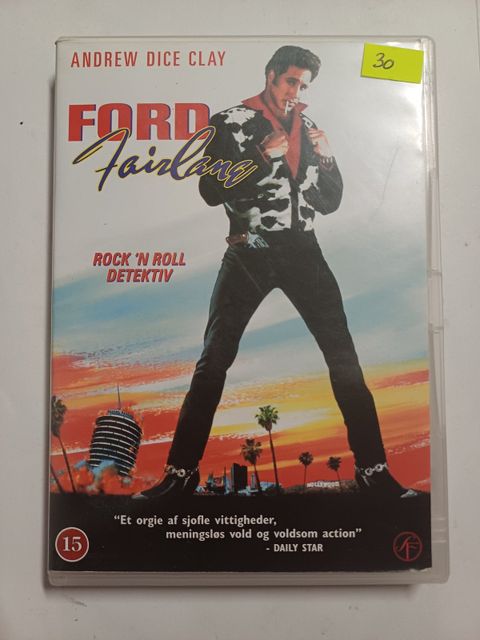 ANDREW DICE CLAY
30
FORD
Fairlane
ROCK 'N ROLL
DETEKTIV
HOLLYWOOD
"Et orgie af sjofle vittigheder,
meningsløs vold og voldsom action"
- DAILY STAR
15
SF